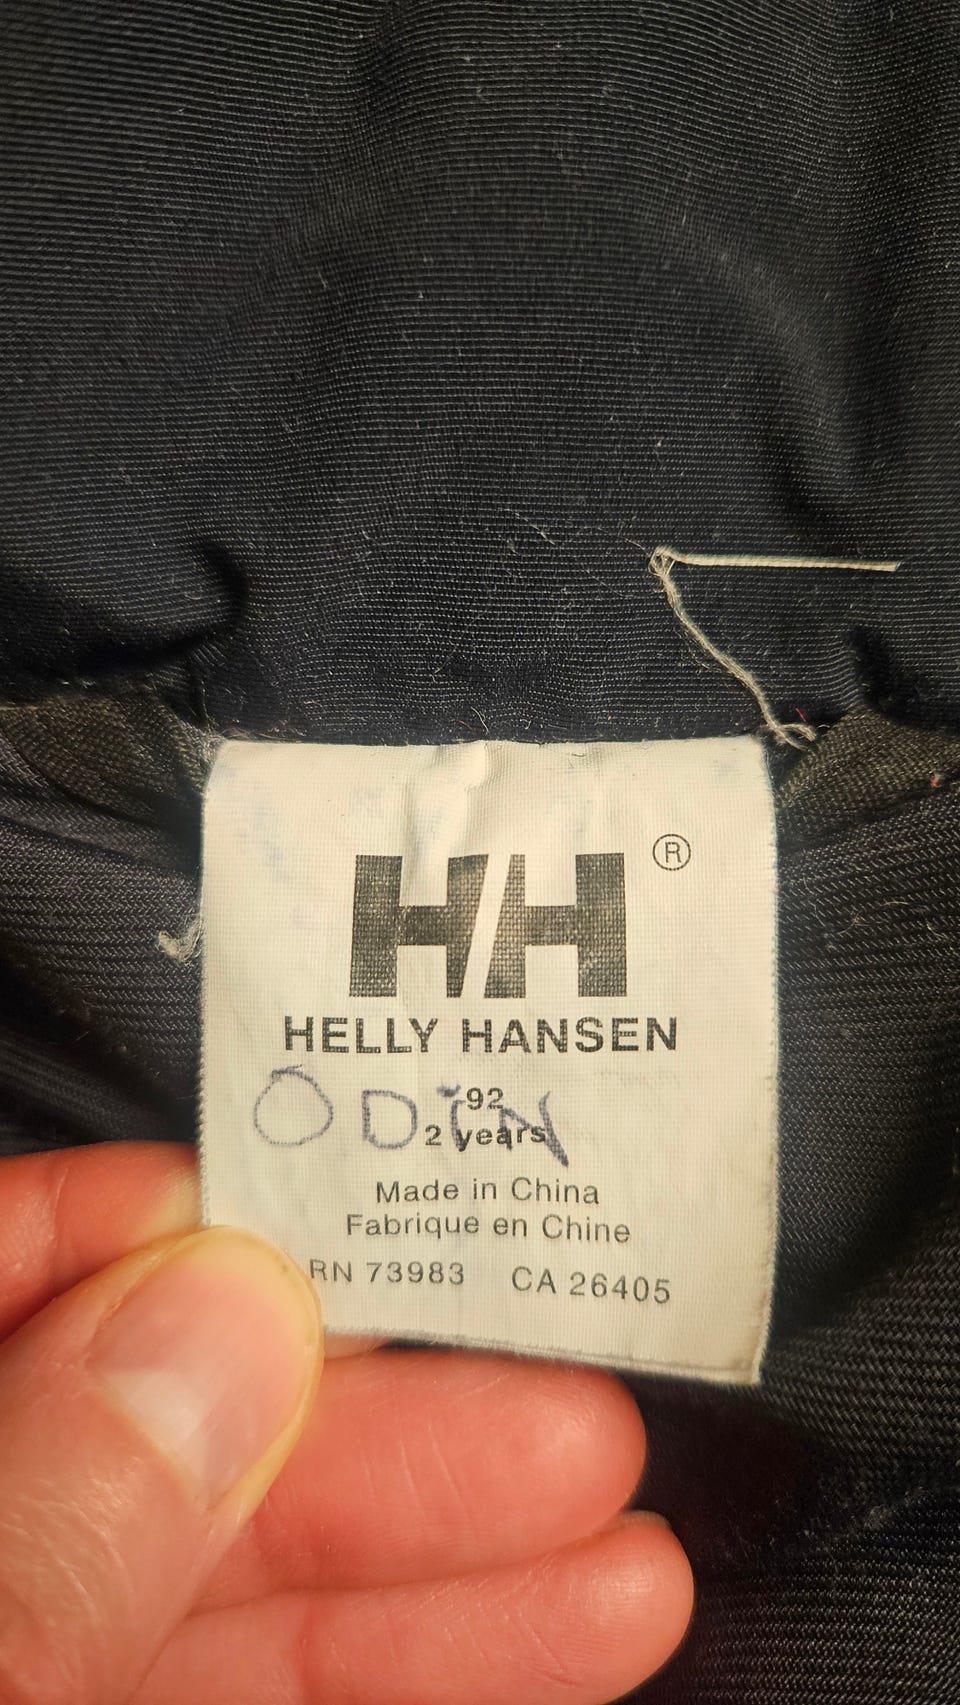 HH ®
HELLY HANSEN
92
ODIN
2 years
Made in China
Fabrique en Chine
RN 73983 CA 26405